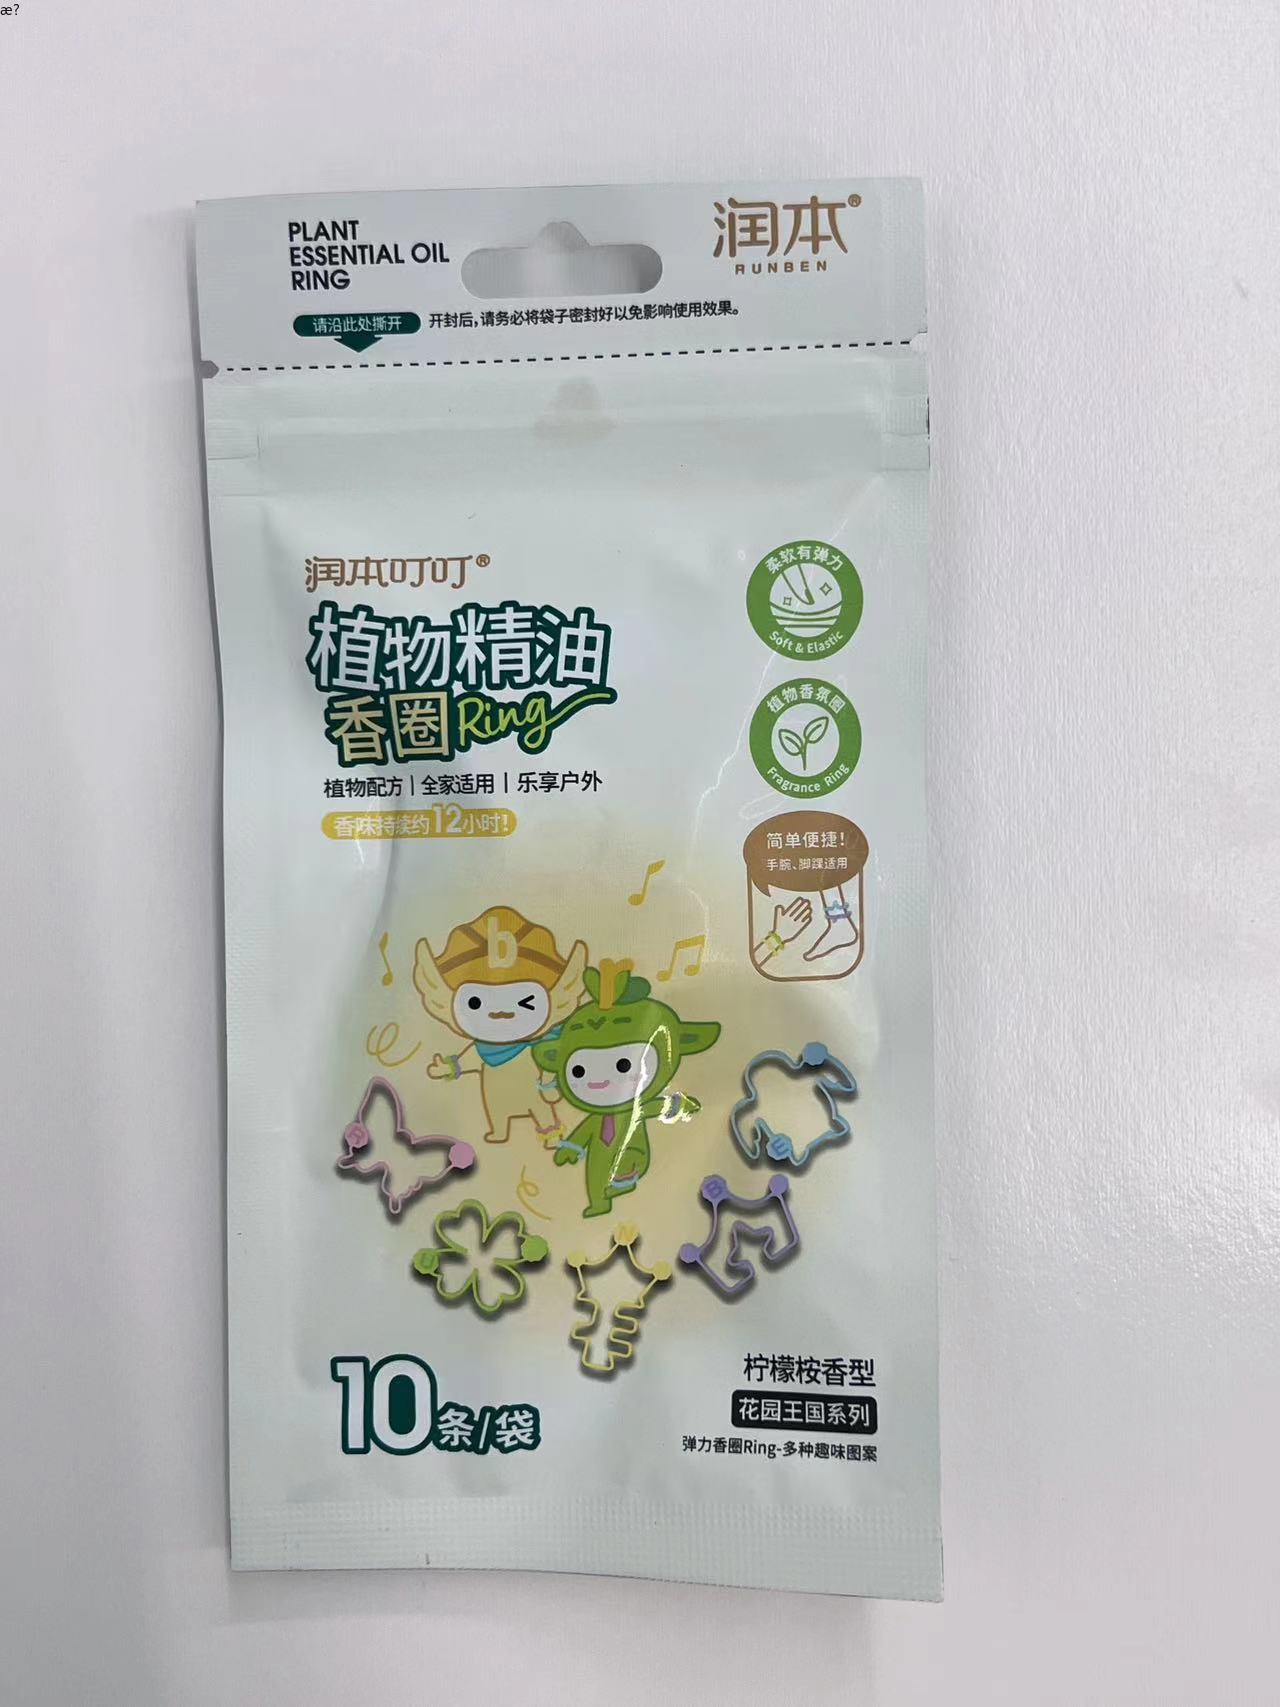 æ?
PLANT
ESSENTIAL OIL
RING
润本®
RUNBEN
请沿此处撕开
开封后,请务必将袋子密封好以免影响使用效果。
润本叮叮®
植物精油
香圈Ring
植物配方|全家适用|乐享户外
香味持续约12小时!
柔软有弹力
Soft & Elastic
植物香氛圈
Fragrance Ring
简单便捷!
手腕、脚踝适用
b
r
R
U
N
B
E
10条/袋
柠檬桉香型
花园王国系列
弹力香圈Ring-多种趣味图案